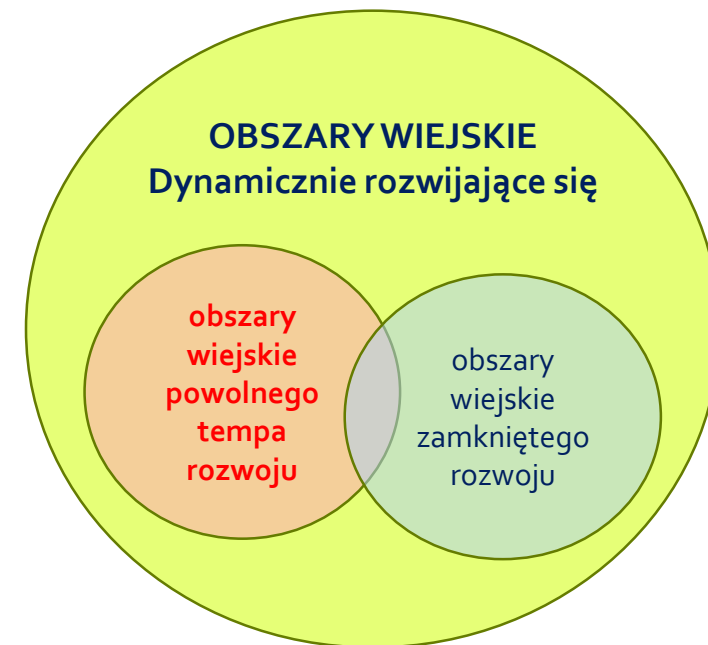 OBSZARY WIEJSKIE
Dynamicznie rozwijające się
obszary
wiejskie
powolnego
tempa
rozwoju
obszary
wiejskie
zamkniętego
rozwoju